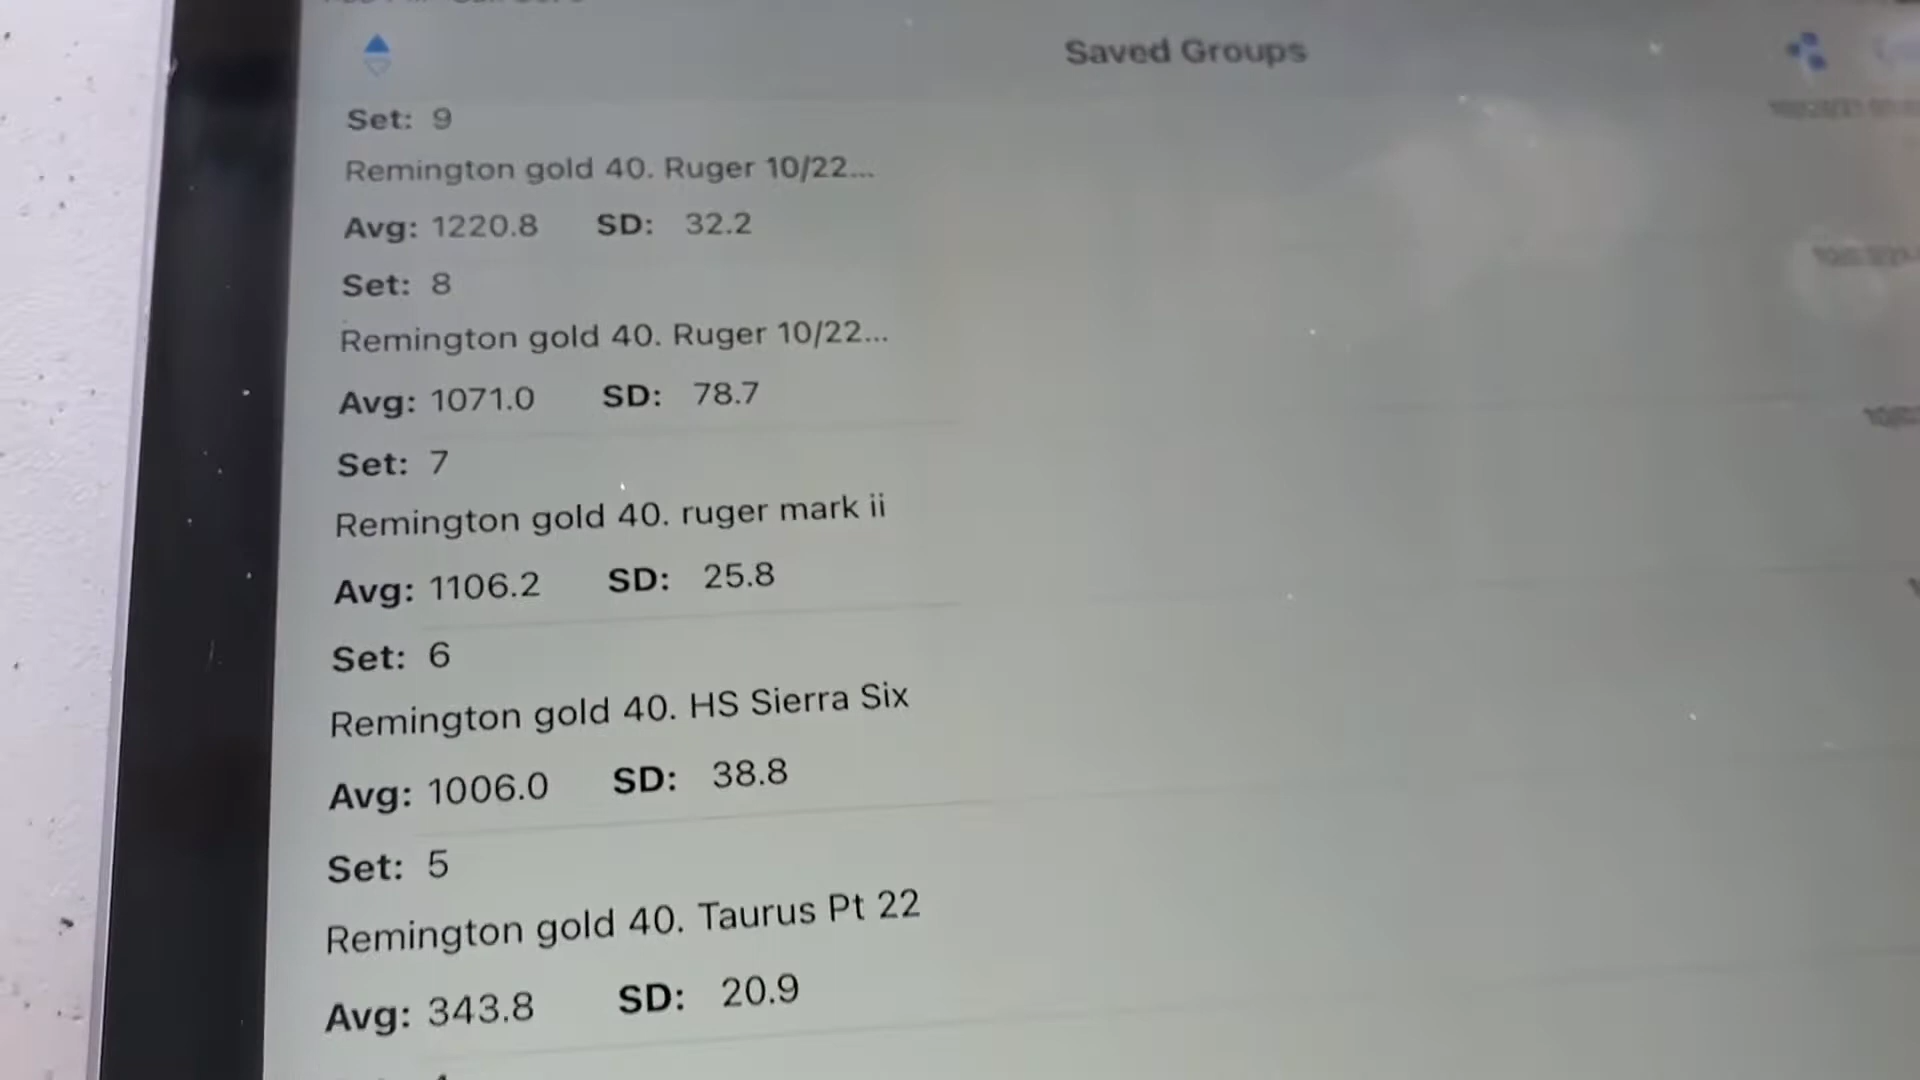 Saved Groups
Set: 9
Remington gold 40. Ruger 10/22...
Avg: 1220.8 SD: 32.2
Set: 8
Remington gold 40. Ruger 10/22...
Avg: 1071.0 SD: 78.7
Set: 7
Remington gold 40. ruger mark ii
Avg: 1106.2 SD: 25.8
Set: 6
Remington gold 40. HS Sierra Six
Avg: 1006.0 SD: 38.8
Set: 5
Remington gold 40. Taurus Pt 22
Avg: 343.8 SD: 20.9